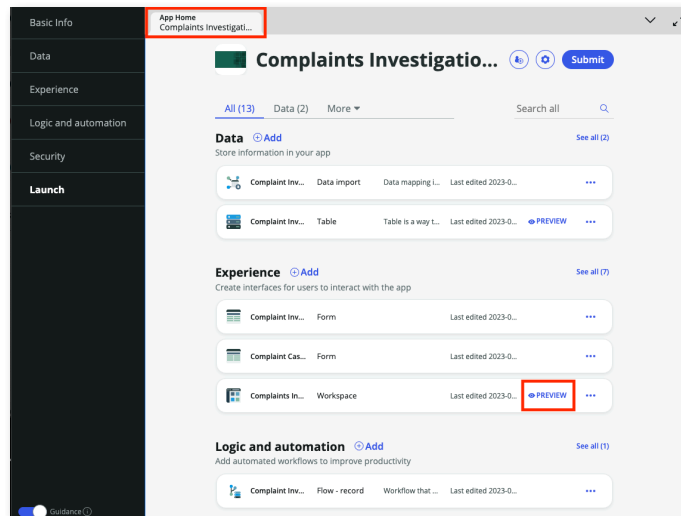 Basic Info
Data
Experience
Logic and automation
Security
Launch
Guidance
App Home
Complaints Investigati...
Complaints Investigatio...
Submit
All (13) Data (2) More
Search all
Data Add See all (2)
Store information in your app
Complaint Inv... Data import Data mapping i... Last edited 2023-0... ...
Complaint Inv... Table Table is a way t... Last edited 2023-0... PREVIEW ...
Experience Add See all (7)
Create interfaces for users to interact with the app
Complaint Inv... Form Last edited 2023-0... ...
Complaint Cas... Form Last edited 2023-0... ...
Complaints In... Workspace Last edited 2023-0... PREVIEW ...
Logic and automation Add See all (1)
Add automated workflows to improve productivity
Complaint Inv... Flow - record Workflow that ... Last edited 2023-0... ...